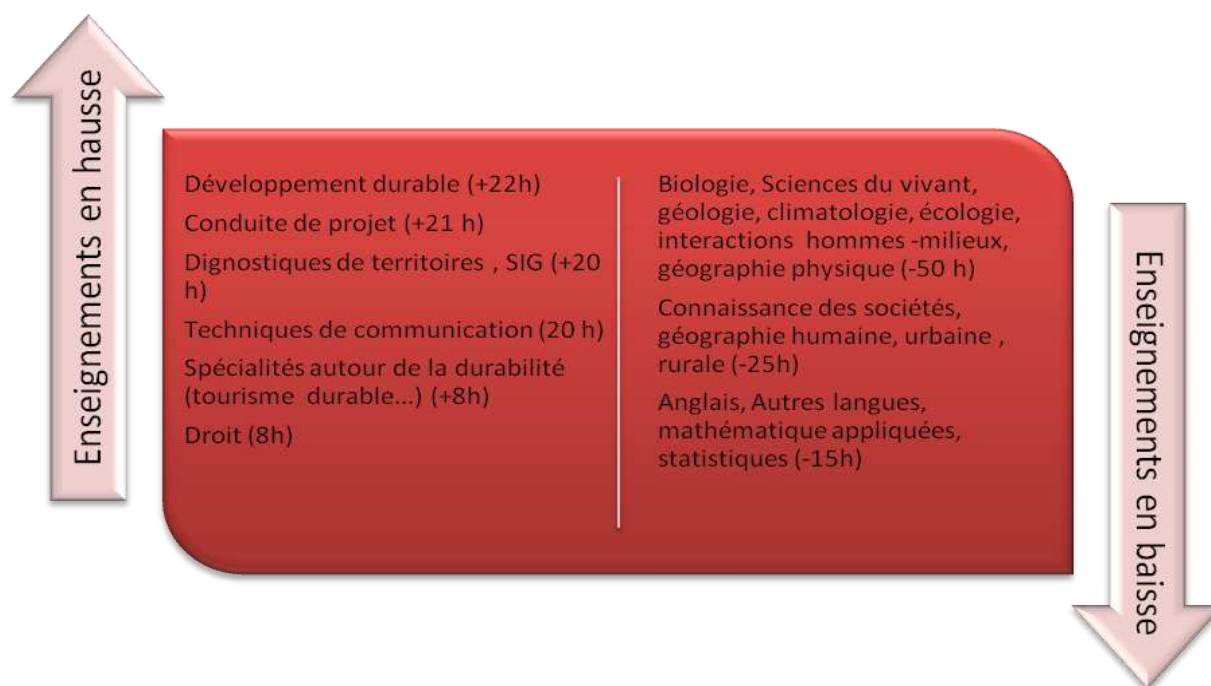 Enseignements en hausse
Développement durable (+22h)
Conduite de projet (+21 h)
Dignostiques de territoires , SIG (+20
h)
Techniques de communication (20 h)
Spécialités autour de la durabilité
(tourisme durable...) (+8h)
Droit (8h)
Biologie, Sciences du vivant,
géologie, climatologie, écologie,
interactions hommes -milieux,
géographie physique (-50 h)
Connaissance des sociétés,
géographie humaine, urbaine ,
rurale (-25h)
Anglais, Autres langues,
mathématique appliquées,
statistiques (-15h)
Enseignements en baisse